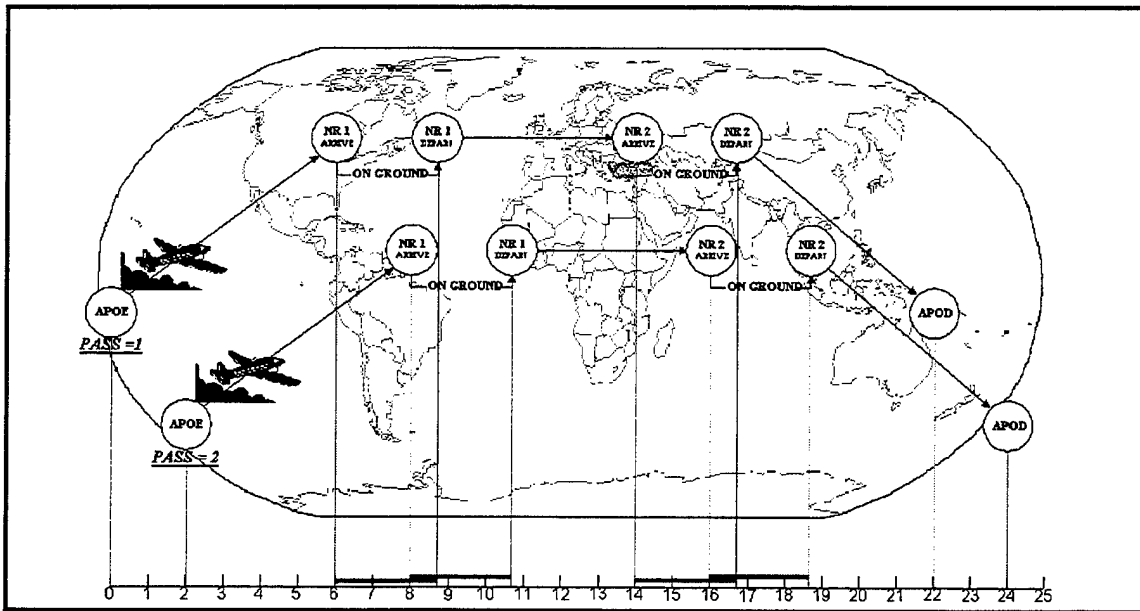 NR 1 ARRIVE
NR 1 DEPART
NR 2 ARRIVE
NR 2 DEPART
ON GROUND
ON GROUND
NR 1 ARRIVE
NR 1 DEPART
NR 2 ARRIVE
NR 2 DEPART
ON GROUND
ON GROUND
APOE
APOD
PASS =1
APOE
APOD
PASS = 2
0 1 2 3 4 5 6 7 8 9 10 11 12 13 14 15 16 17 18 19 20 21 22 23 24 25